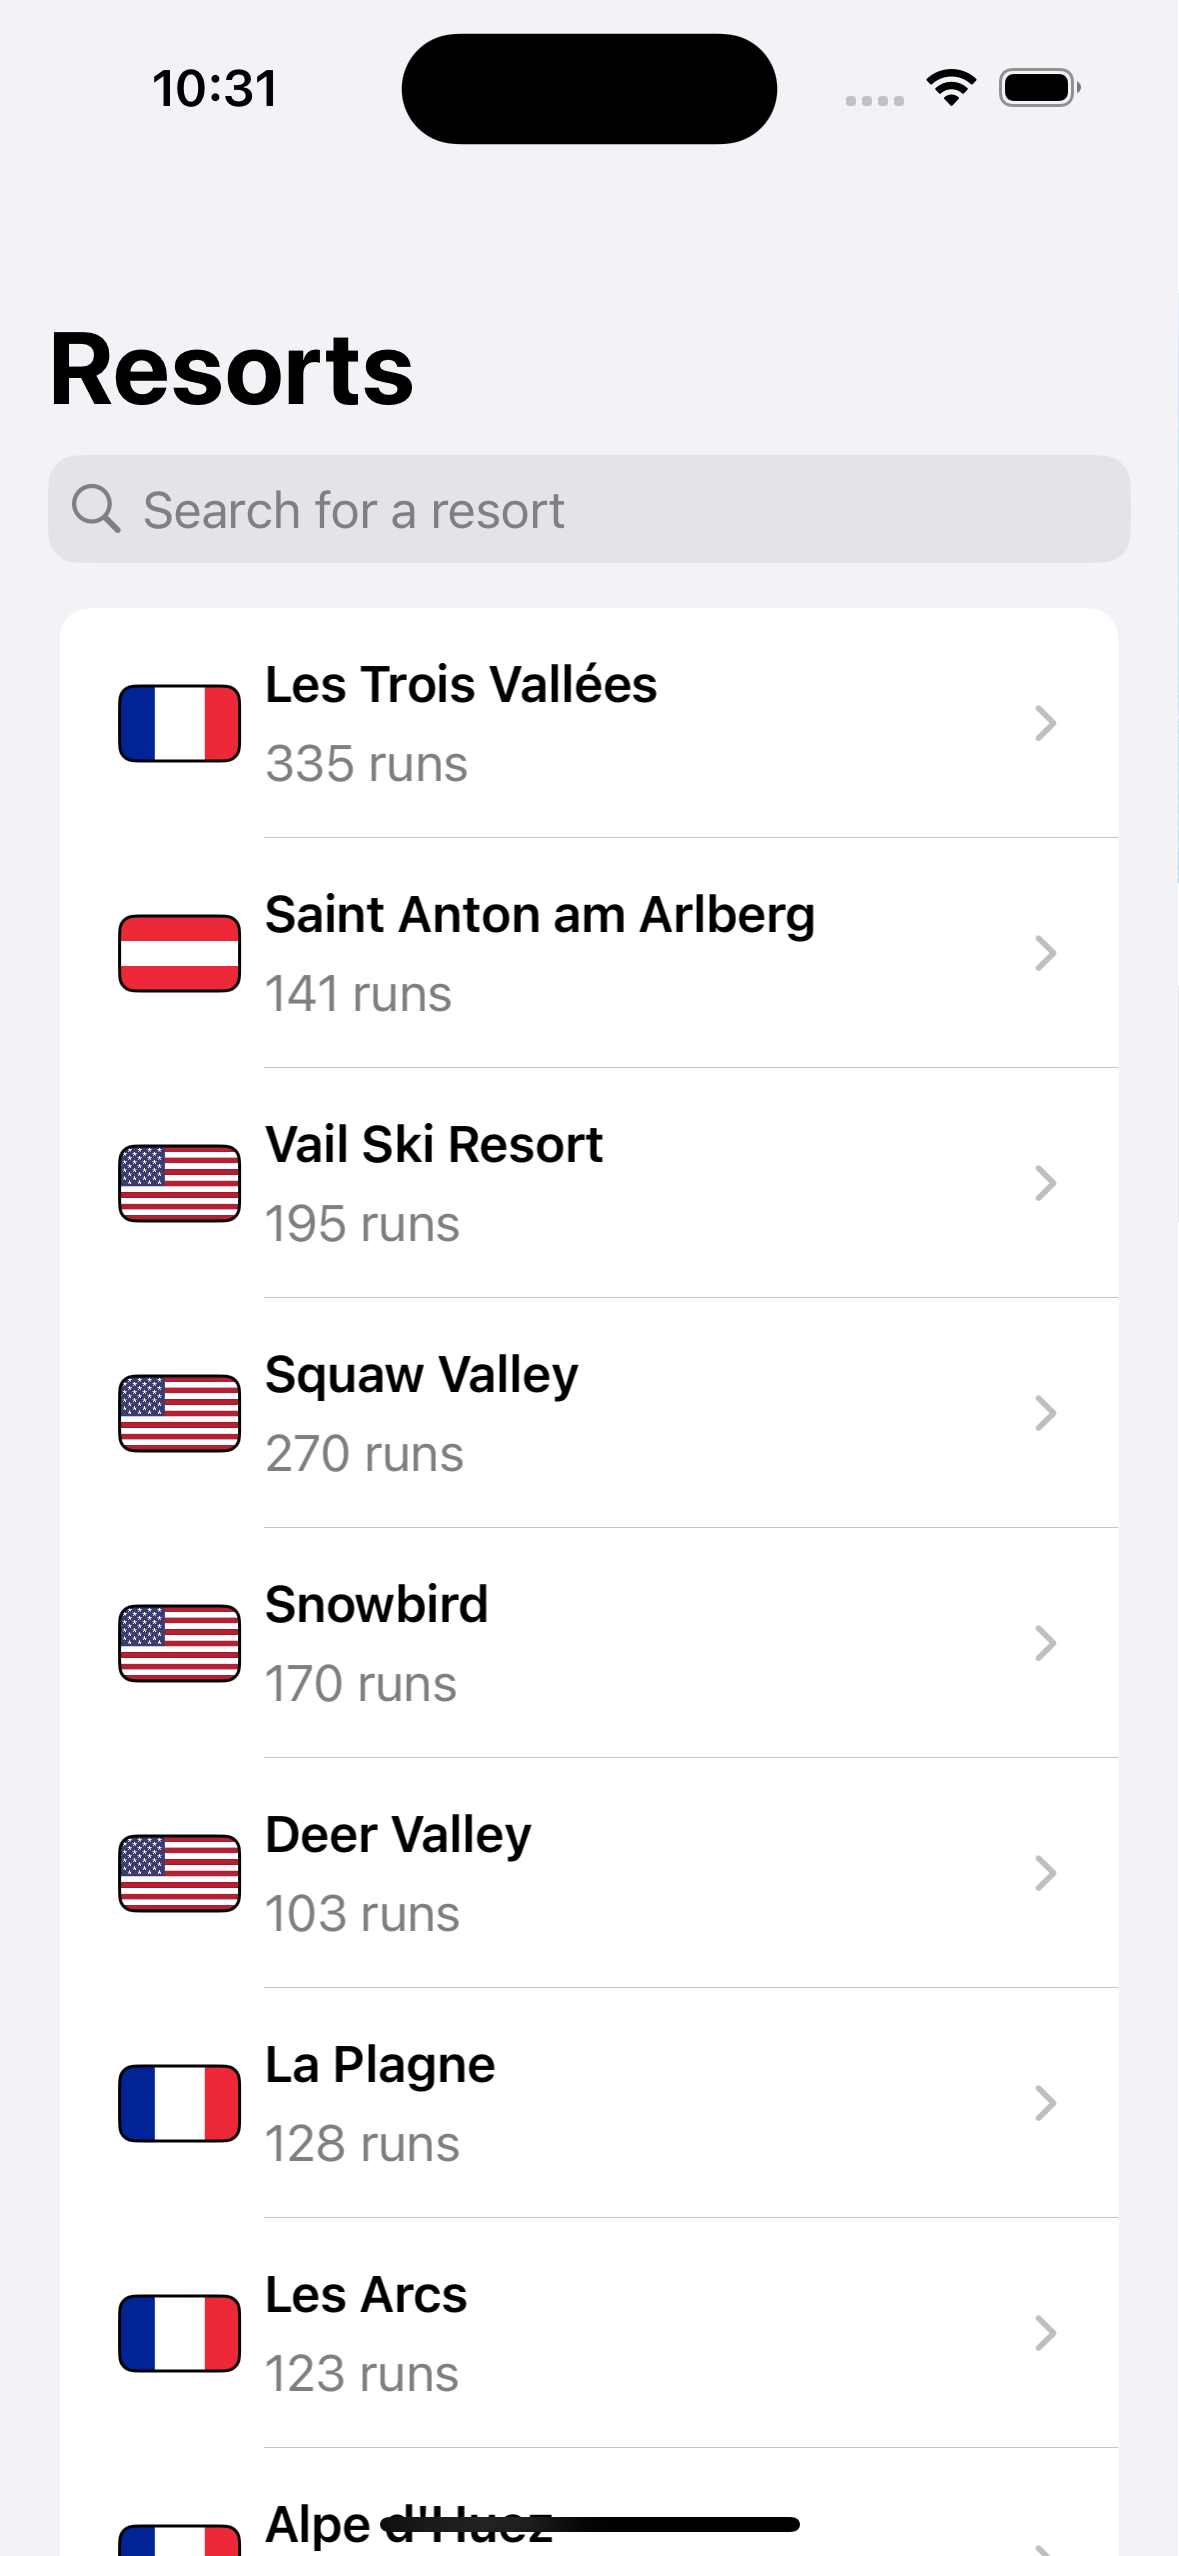 10:31
Resorts
Search for a resort
Les Trois Vallées
335 runs
Saint Anton am Arlberg
141 runs
Vail Ski Resort
195 runs
Squaw Valley
270 runs
Snowbird
170 runs
Deer Valley
103 runs
La Plagne
128 runs
Les Arcs
123 runs
Alpe d'Huez